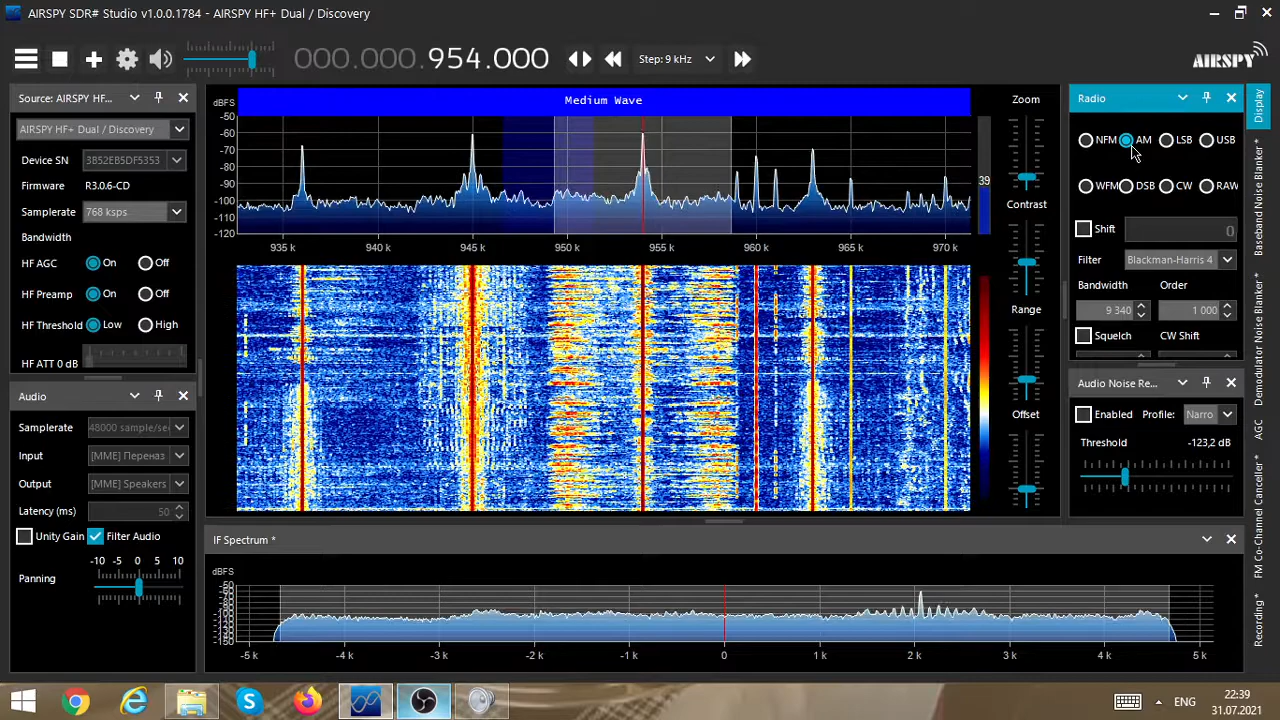 AIRSPY SDR# Studio v1.0.0.1784 - AIRSPY HF+ Dual / Discovery
000.000.954.000
Step: 9 kHz
AIRSPY
Source: AIRSPY HF...
AIRSPY HF+ Dual / Discovery
Device SN 3B52EB5DF5353
Firmware R3.0.6-CD
Samplerate 768 ksps
Bandwidth
HF AGC On Off
HF Preamp On Off
HF Threshold Low High
HF ATT 0 dB
Audio
Samplerate 48000 sample/sec
Input [MME] Переназ
Output [MME] Speakers
Latency (ms) 50
Unity Gain Filter Audio
-10 -5 0 5 10
Panning
Medium Wave
dBFS
-50
-60
-70
-80
-90
-100
-110
-120
39
935 k 940 k 945 k 950 k 955 k 960 k 965 k 970 k
Zoom
Contrast
Range
Offset
IF Spectrum *
dBFS
-5 k -4 k -3 k -2 k -1 k 0 1 k 2 k 3 k 4 k 5 k
Radio
NFM AM LSB USB
WFM DSB CW RAW
Shift 0
Filter Blackman-Harris 4
Bandwidth Order
9 340 1 000
Squelch CW Shift
Audio Noise Re...
Enabled Profile: Narro
Threshold -123,2 dB
Display
Baseband Noise Blanker *
Demodulator Noise Blanker *
AGC
FM Co-Channel Canceller *
Recording *
ENG
22:39
31.07.2021